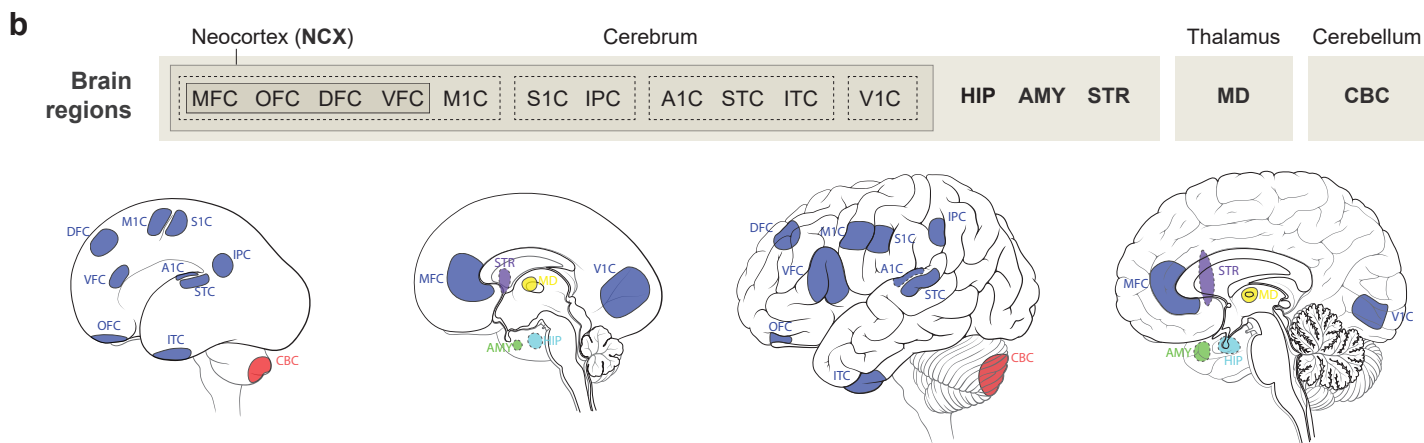 b
Neocortex (NCX) Cerebrum Thalamus Cerebellum
Brain regions
MFC OFC DFC VFC M1C S1C IPC A1C STC ITC V1C HIP AMY STR MD CBC
DFC M1C S1C
VFC A1C IPC
STC
OFC ITC
CBC
MFC STR MD V1C
AMY HIP
DFC M1C S1C IPC
VFC A1C STC
OFC
ITC CBC
MFC STR MD V1C
AMY HIP